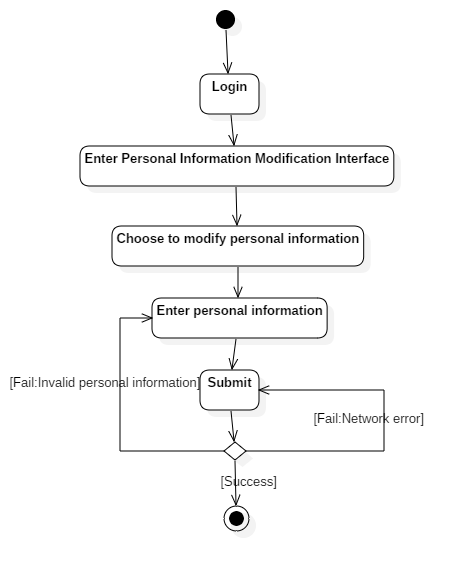 Login
Enter Personal Information Modification Interface
Choose to modify personal information
Enter personal information
[Fail:Invalid personal information]
Submit
[Fail:Network error]
[Success]